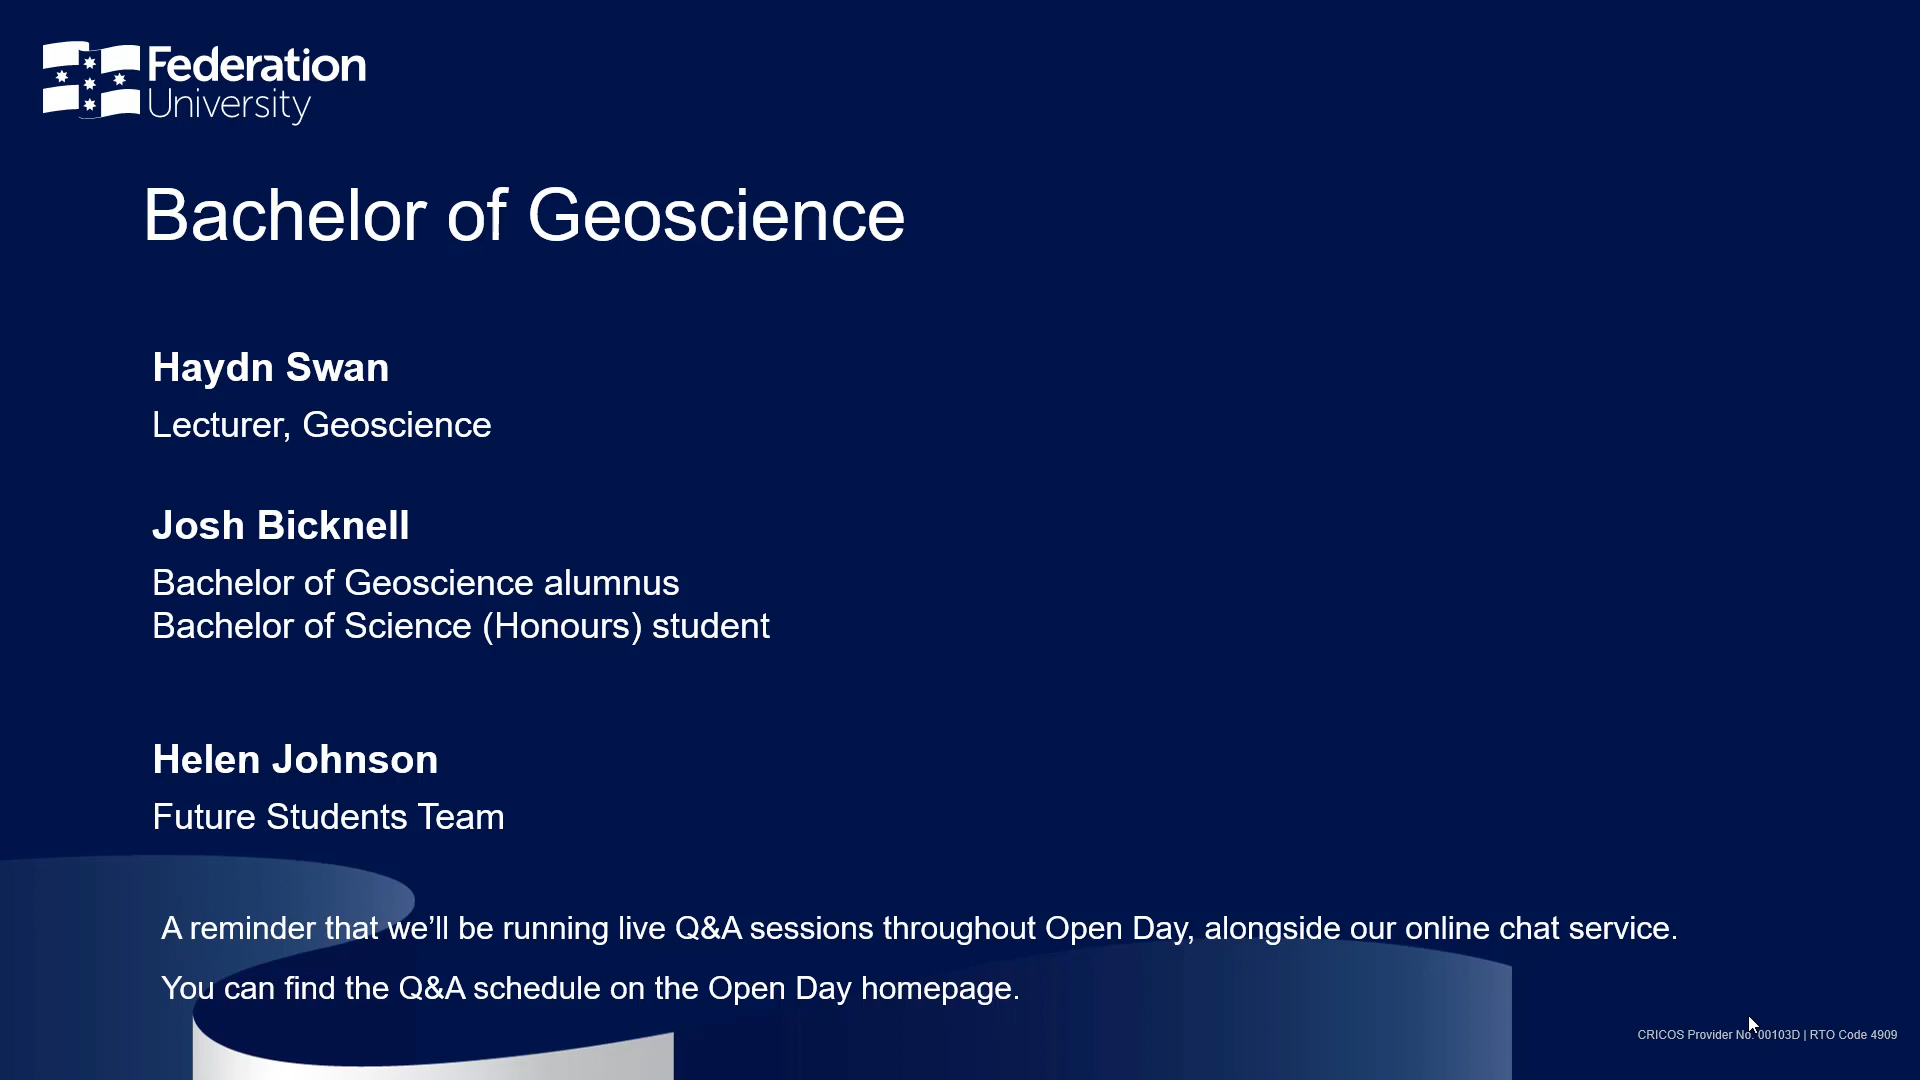 Federation
University
Bachelor of Geoscience
Haydn Swan
Lecturer, Geoscience
Josh Bicknell
Bachelor of Geoscience alumnus
Bachelor of Science (Honours) student
Helen Johnson
Future Students Team
A reminder that we’ll be running live Q&A sessions throughout Open Day, alongside our online chat service.
You can find the Q&A schedule on the Open Day homepage.
CRICOS Provider No. 00103D | RTO Code 4909